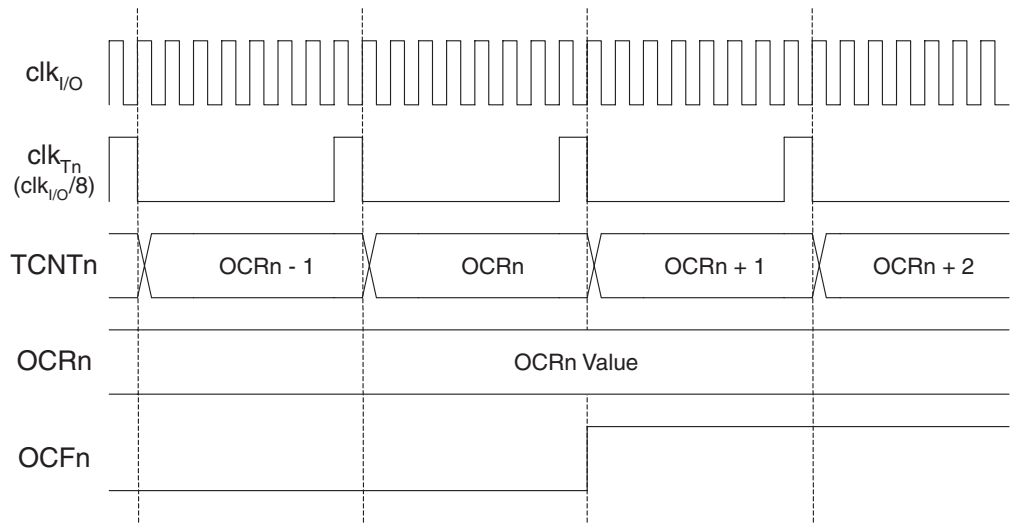 clkI/O
clkTn
(clkI/O/8)
TCNTn OCRn - 1 OCRn OCRn + 1 OCRn + 2
OCRn OCRn Value
OCFn